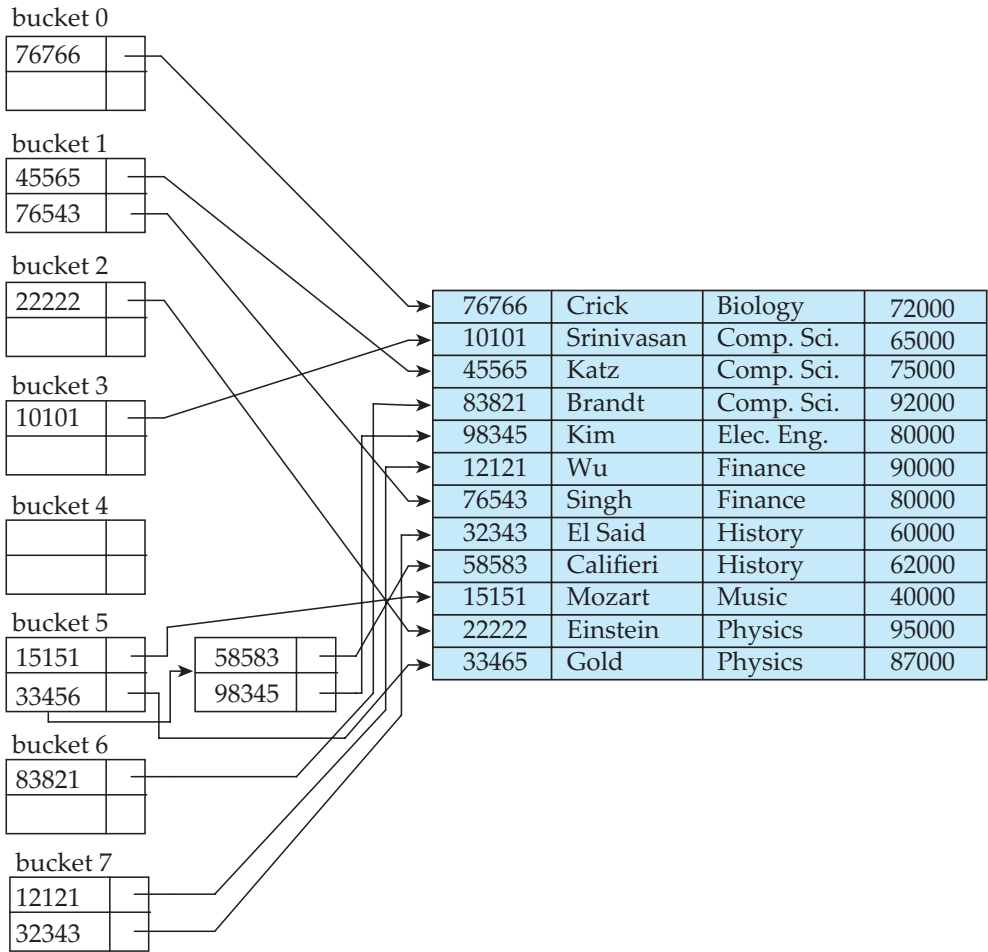 bucket 0
76766
bucket 1
45565
76543
bucket 2
22222
bucket 3
10101
bucket 4
bucket 5
15151
33456
58583
98345
bucket 6
83821
bucket 7
12121
32343
76766 Crick Biology 72000
10101 Srinivasan Comp. Sci. 65000
45565 Katz Comp. Sci. 75000
83821 Brandt Comp. Sci. 92000
98345 Kim Elec. Eng. 80000
12121 Wu Finance 90000
76543 Singh Finance 80000
32343 El Said History 60000
58583 Califieri History 62000
15151 Mozart Music 40000
22222 Einstein Physics 95000
33465 Gold Physics 87000